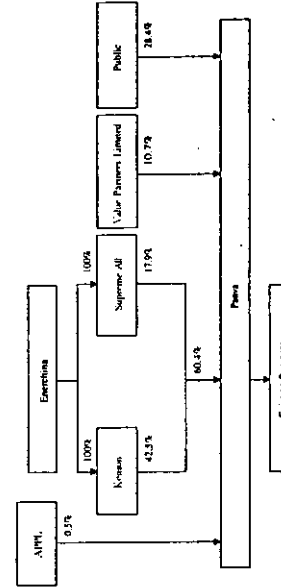 Enerchina
APPL
0.5%
100%
100%
Kenson
Supreme All
Value Partners Limited
Public
42.5%
17.9%
10.7%
28.4%
60.4%
Panva